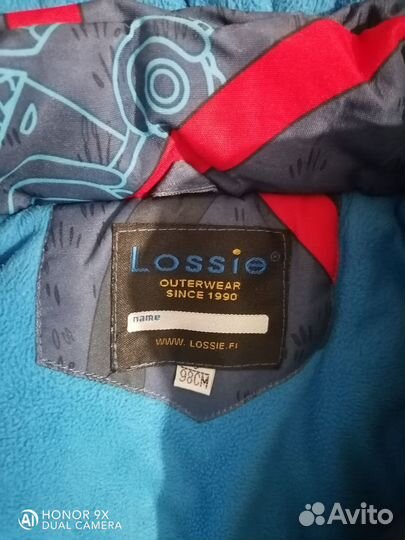 Lossie®
OUTERWEAR
SINCE 1990
name
WWW. LOSSIE.FI
98CM
HONOR 9X
DUAL CAMERA
Avito